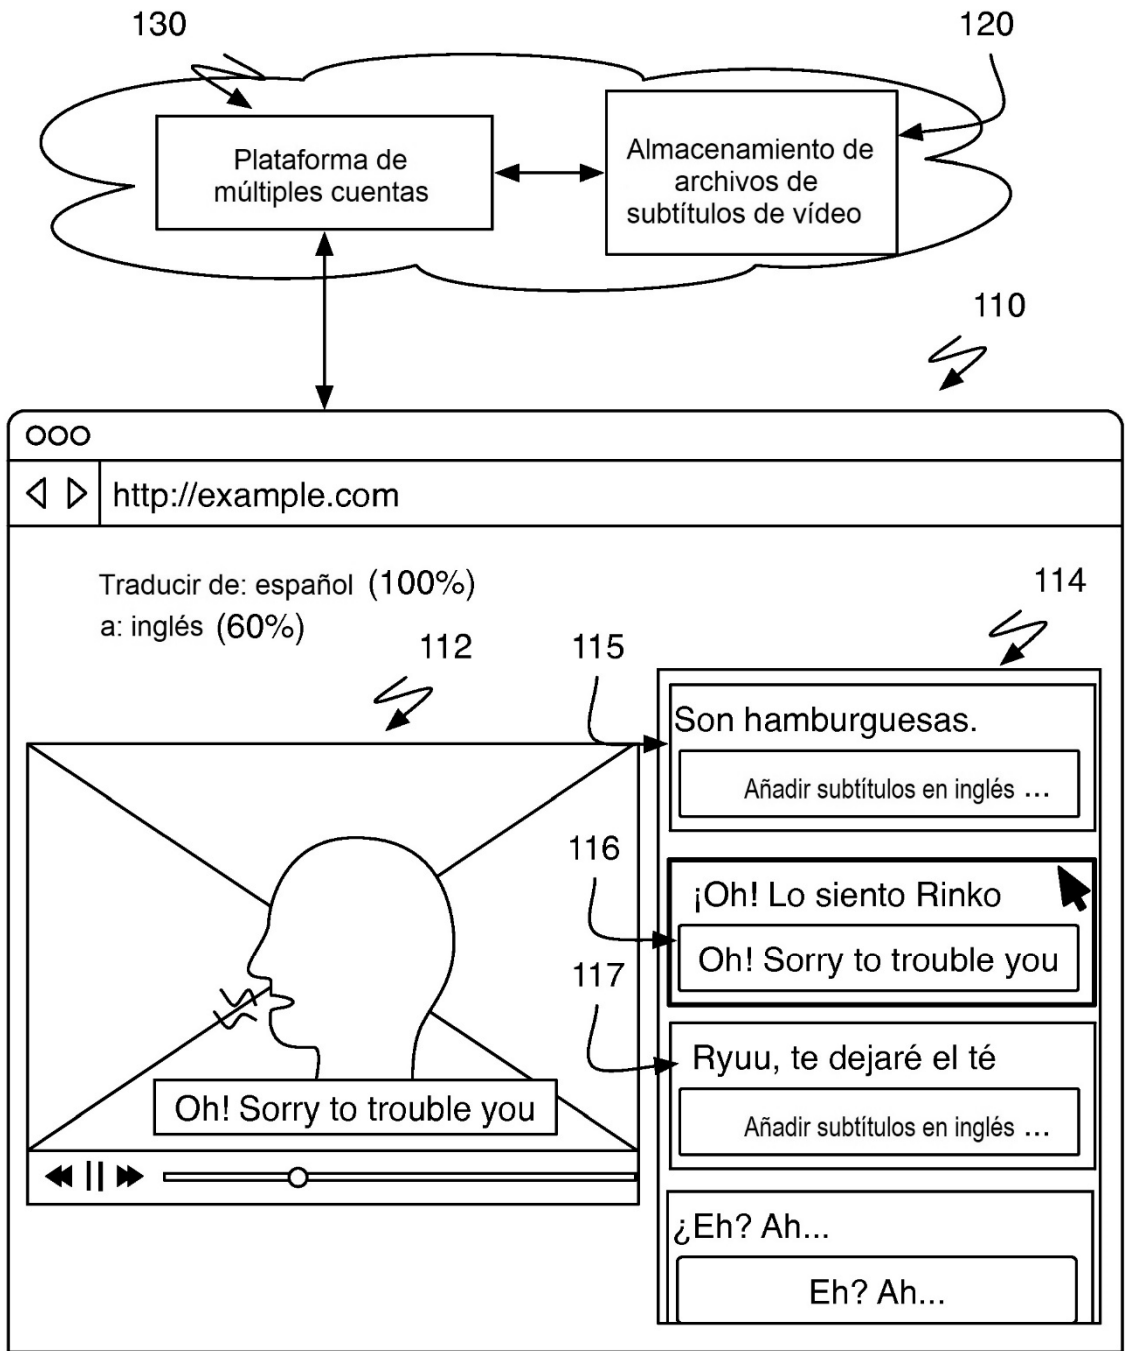 130
120
Plataforma de
múltiples cuentas
Almacenamiento de
archivos de
subtítulos de vídeo
110
http://example.com
Traducir de: español (100%)
a: inglés (60%)
112
115
114
Son hamburguesas.
Añadir subtítulos en inglés ...
116
¡Oh! Lo siento Rinko
Oh! Sorry to trouble you
117
Ryuu, te dejaré el té
Añadir subtítulos en inglés ...
Oh! Sorry to trouble you
¿Eh? Ah...
Eh? Ah...